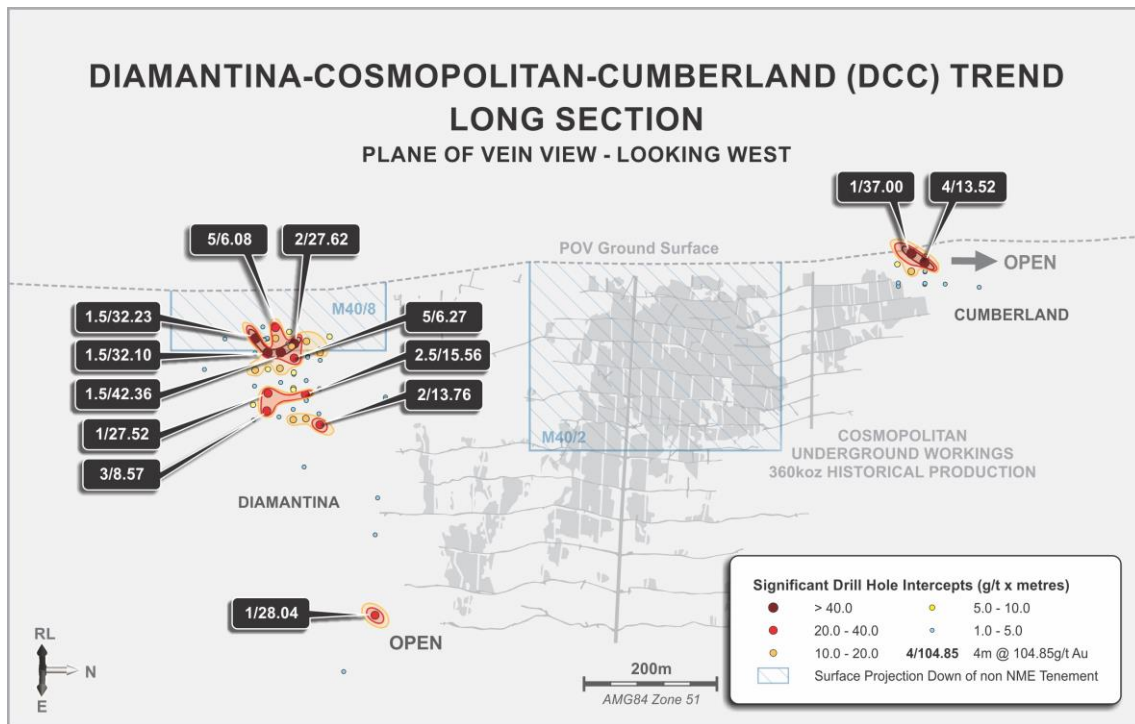 DIAMANTINA-COSMOPOLITAN-CUMBERLAND (DCC) TREND
LONG SECTION
PLANE OF VEIN VIEW - LOOKING WEST
1/37.00
4/13.52
5/6.08
2/27.62
POV Ground Surface
OPEN
M40/8
CUMBERLAND
1.5/32.23
5/6.27
1.5/32.10
2.5/15.56
1.5/42.36
2/13.76
1/27.52
M40/2
COSMOPOLITAN
UNDERGROUND WORKINGS
360koz HISTORICAL PRODUCTION
3/8.57
DIAMANTINA
1/28.04
OPEN
RL
N
E
200m
AMG84 Zone 51
Significant Drill Hole Intercepts (g/t x metres)
> 40.0
5.0 - 10.0
20.0 - 40.0
1.0 - 5.0
10.0 - 20.0
4/104.85 4m @ 104.85g/t Au
Surface Projection Down of non NME Tenement